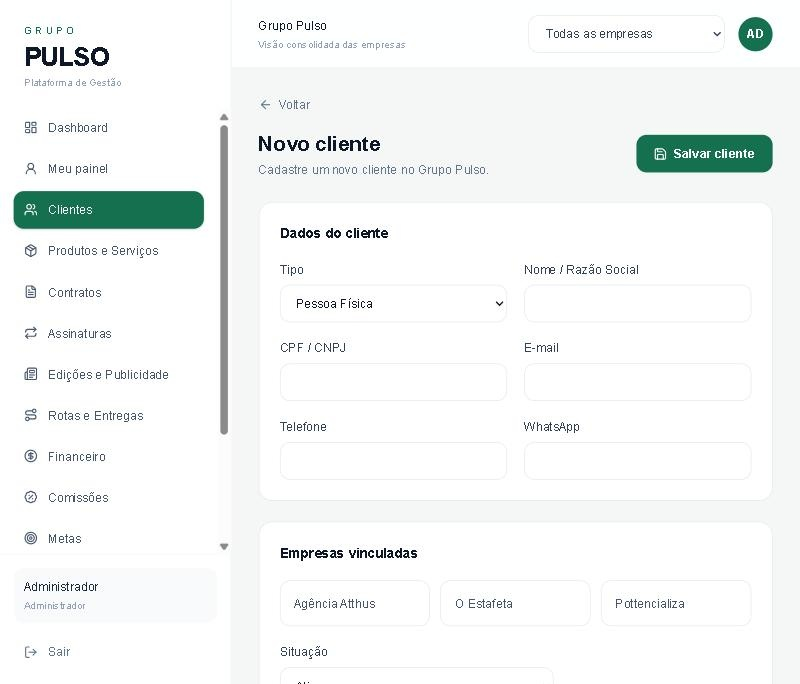 GRUPO
PULSO
Plataforma de Gestão
Dashboard
Meu painel
Clientes
Produtos e Serviços
Contratos
Assinaturas
Edições e Publicidade
Rotas e Entregas
Financeiro
Comissões
Metas
Administrador
Administrador
Sair
Grupo Pulso
Visão consolidada das empresas
Todas as empresas
AD
Voltar
Novo cliente
Cadastre um novo cliente no Grupo Pulso.
Salvar cliente
Dados do cliente
Tipo
Nome / Razão Social
Pessoa Física
CPF / CNPJ
E-mail
Telefone
WhatsApp
Empresas vinculadas
Agência Atthus
O Estafeta
Pottencializa
Situação